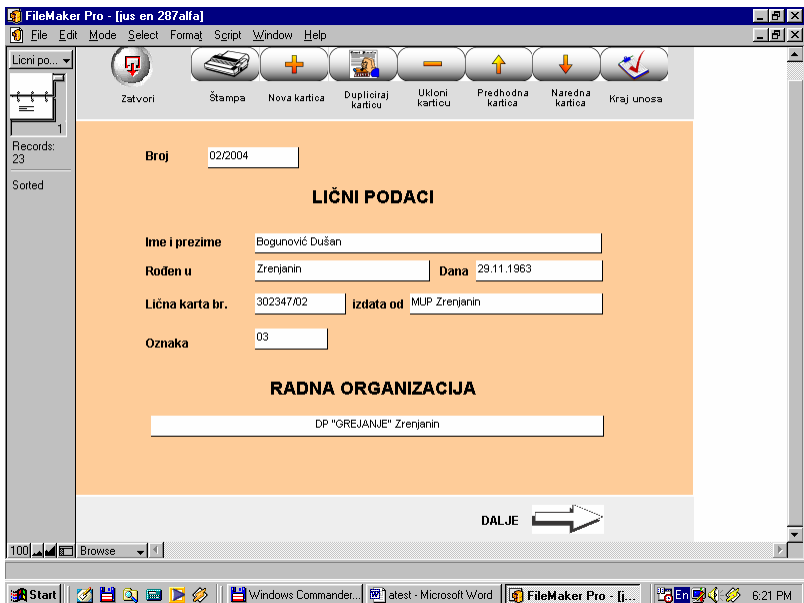 FileMaker Pro - [jus en 287alfa]
File Edit Mode Select Format Script Window Help
Licni po...
1
Records:
23
Sorted
Zatvori
Štampa
Nova kartica
Dupliciraj
karticu
Ukloni
karticu
Predhodna
kartica
Naredna
kartica
Kraj unosa
Broj 02/2004
LIČNI PODACI
Ime i prezime Bogunović Dušan
Rođen u Zrenjanin Dana 29.11.1963
Lična karta br. 302347/02 izdata od MUP Zrenjanin
Oznaka 03
RADNA ORGANIZACIJA
DP "GREJANJE" Zrenjanin
DALJE
100 Browse
Start Windows Commander... atest - Microsoft Word FileMaker Pro - [j... En 6:21 PM